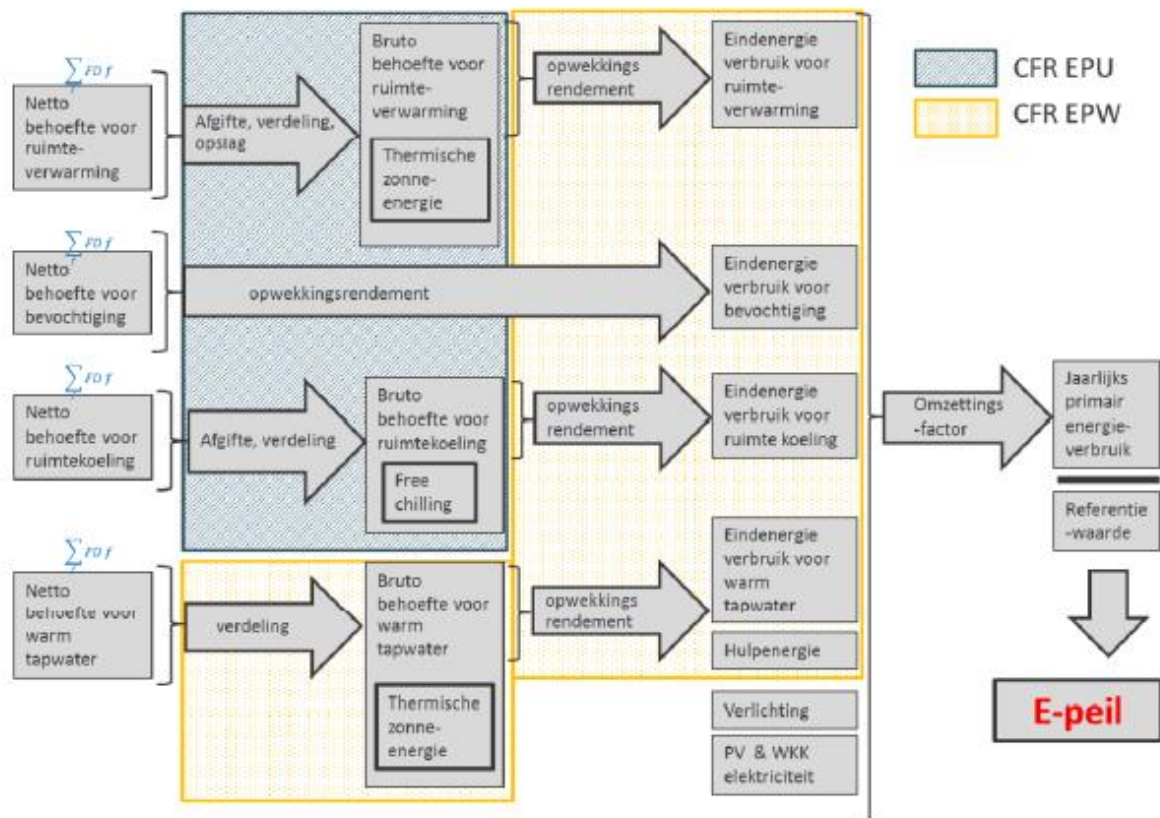 ∑ FD f
Netto
behoefte voor
ruimte-
verwarming
Afgifte, verdeling,
opslag
Bruto
behoefte voor
ruimte-
verwarming
Thermische
zonne-
energie
opwekkings
rendement
Eindenergie
verbruik voor
ruimte-
verwarming
CFR EPU
CFR EPW
∑ FD f
Netto
behoefte voor
bevochtiging
opwekkingsrendement
Eindenergie
verbruik voor
bevochtiging
∑ FD f
Netto
behoefte voor
ruimtekoeling
Afgifte, verdeling
Bruto
behoefte voor
ruimtekoeling
Free
chilling
opwekkings
rendement
Eindenergie
verbruik voor
ruimte koeling
Omzettings
-factor
Jaarlijks
primair
energie-
verbruik
Referentie
-waarde
∑ FD f
Netto
behoefte voor
warm
tapwater
verdeling
Bruto
behoefte voor
warm
tapwater
Thermische
zonne-
energie
opwekkings
rendement
Eindenergie
verbruik voor
warm
tapwater
Hulpenergie
Verlichting
PV & WKK
elektriciteit
E-peil